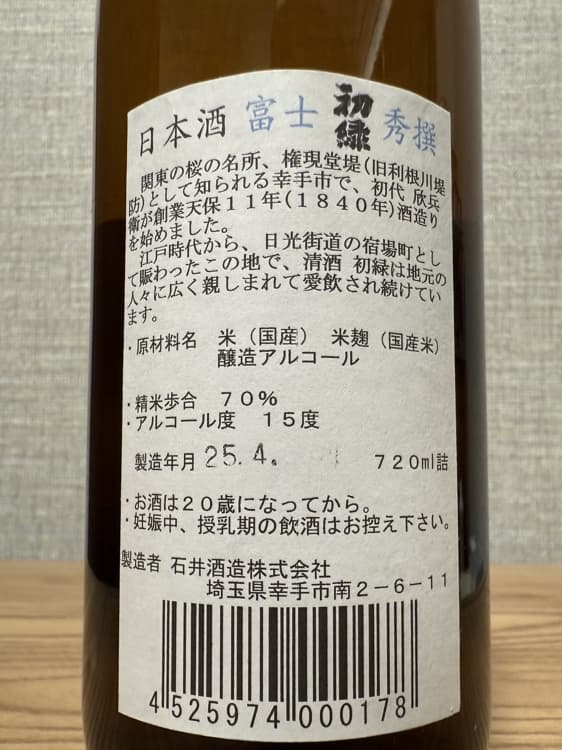 日本酒 富士 初緑 秀撰
関東の桜の名所、権現堂堤(旧利根川堤
防)として知られる幸手市で、初代 欣兵
衛が創業天保11年(1840年)酒造り
を始めました。
江戸時代から、日光街道の宿場町とし
て賑わったこの地で、清酒 初緑は地元の
人々に広く親しまれて愛飲され続けてい
ます。
・原材料名 米(国産) 米麹(国産米)
醸造アルコール
・精米歩合 70%
・アルコール度 15度
製造年月 25.4. 720ml詰
・お酒は20歳になってから。
・妊娠中、授乳期の飲酒はお控え下さい。
製造者 石井酒造株式会社
埼玉県幸手市南2-6-11
4 525974 000178